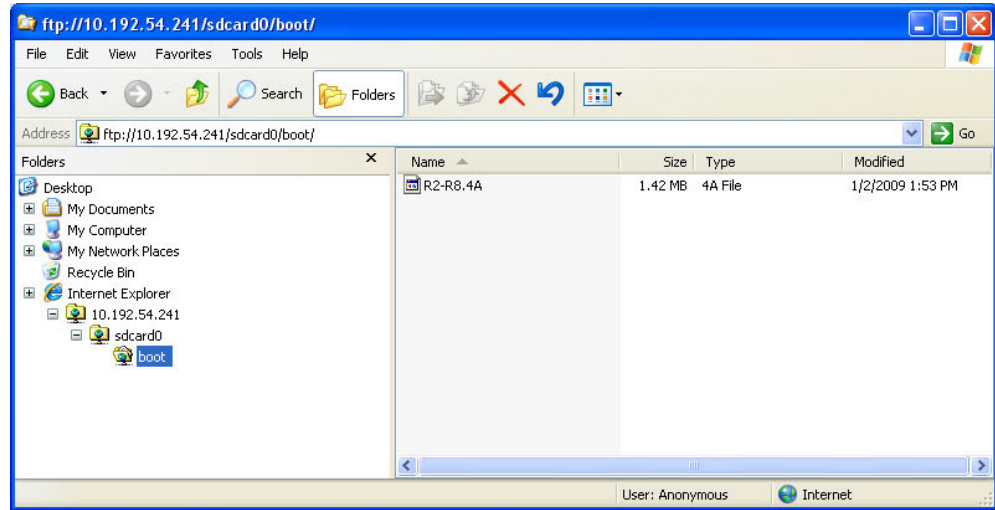 ftp://10.192.54.241/sdcard0/boot/
File Edit View Favorites Tools Help
Back Search Folders
Address ftp://10.192.54.241/sdcard0/boot/ Go
Folders Name Size Type Modified
Desktop R2-R8.4A 1.42 MB 4A File 1/2/2009 1:53 PM
My Documents
My Computer
My Network Places
Recycle Bin
Internet Explorer
10.192.54.241
sdcard0
boot
User: Anonymous Internet